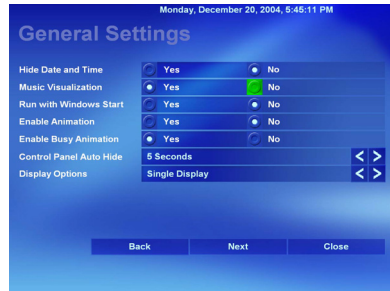 Monday, December 20, 2004, 5:45:11 PM
General Settings
Hide Date and Time Yes No
Music Visualization Yes No
Run with Windows Start Yes No
Enable Animation Yes No
Enable Busy Animation Yes No
Control Panel Auto Hide 5 Seconds < >
Display Options Single Display < >
Back Next Close